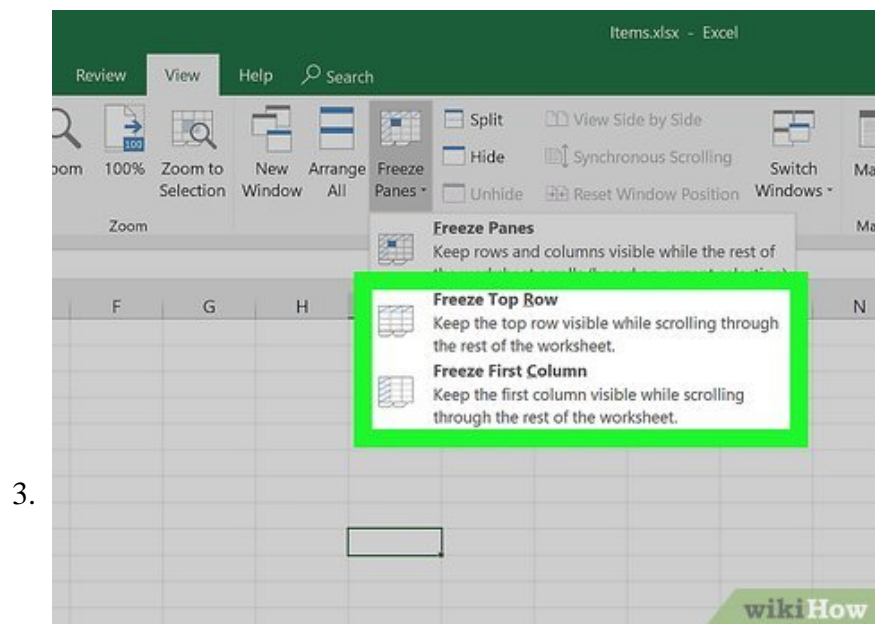 Items.xlsx - Excel
Review View Help Search
100% Zoom to Selection New Window Arrange All Freeze Panes Split Hide Unhide View Side by Side Synchronous Scrolling Reset Window Position Switch Windows
Zoom
Freeze Panes
Keep rows and columns visible while the rest of
Freeze Top Row
Keep the top row visible while scrolling through
the rest of the worksheet.
Freeze First Column
Keep the first column visible while scrolling
through the rest of the worksheet.
F G H N
3.
wikiHow